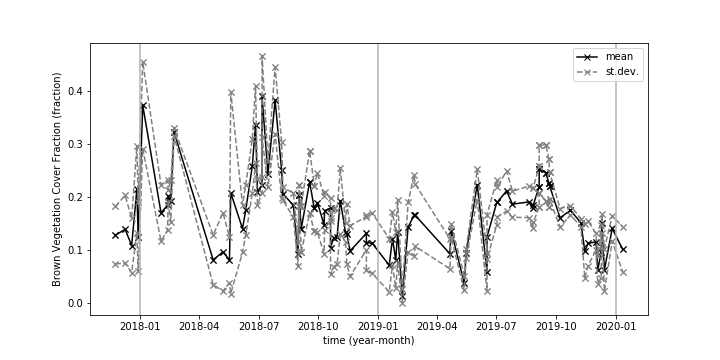 mean
st.dev.
Brown Vegetation Cover Fraction (fraction)
0.4
0.3
0.2
0.1
0.0
2018-01 2018-04 2018-07 2018-10 2019-01 2019-04 2019-07 2019-10 2020-01
time (year-month)